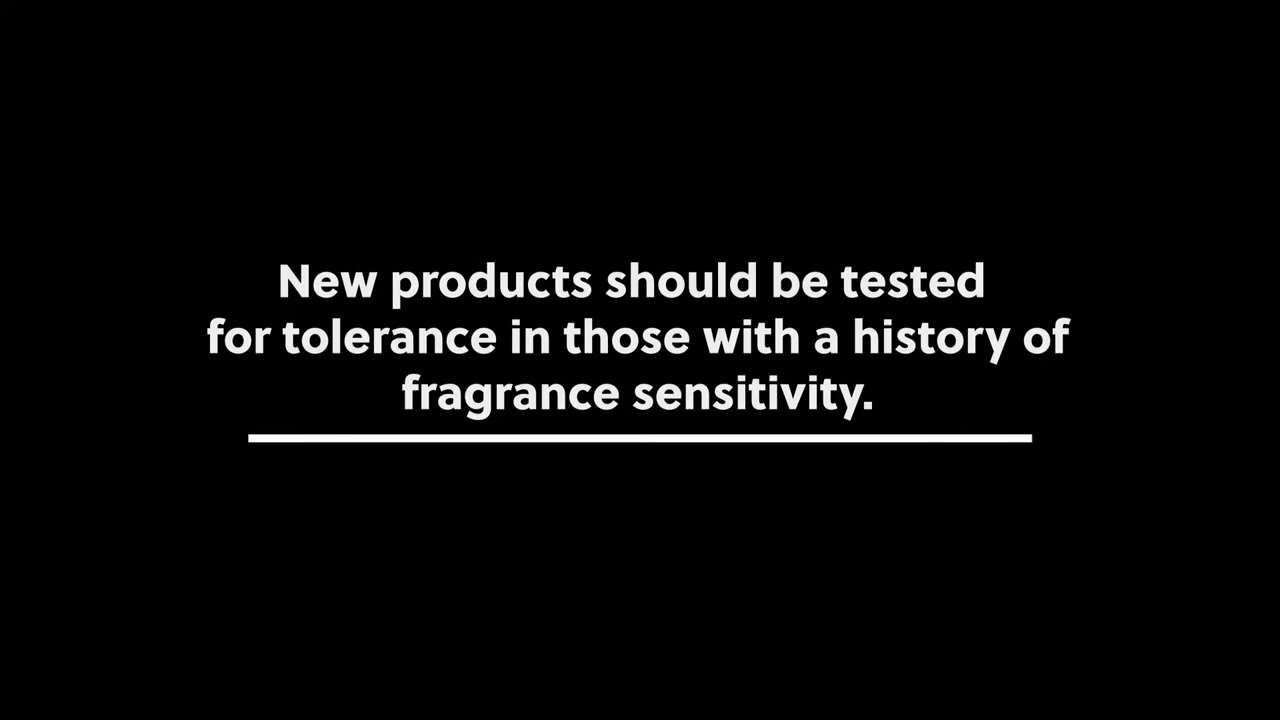 New products should be tested
for tolerance in those with a history of
fragrance sensitivity.